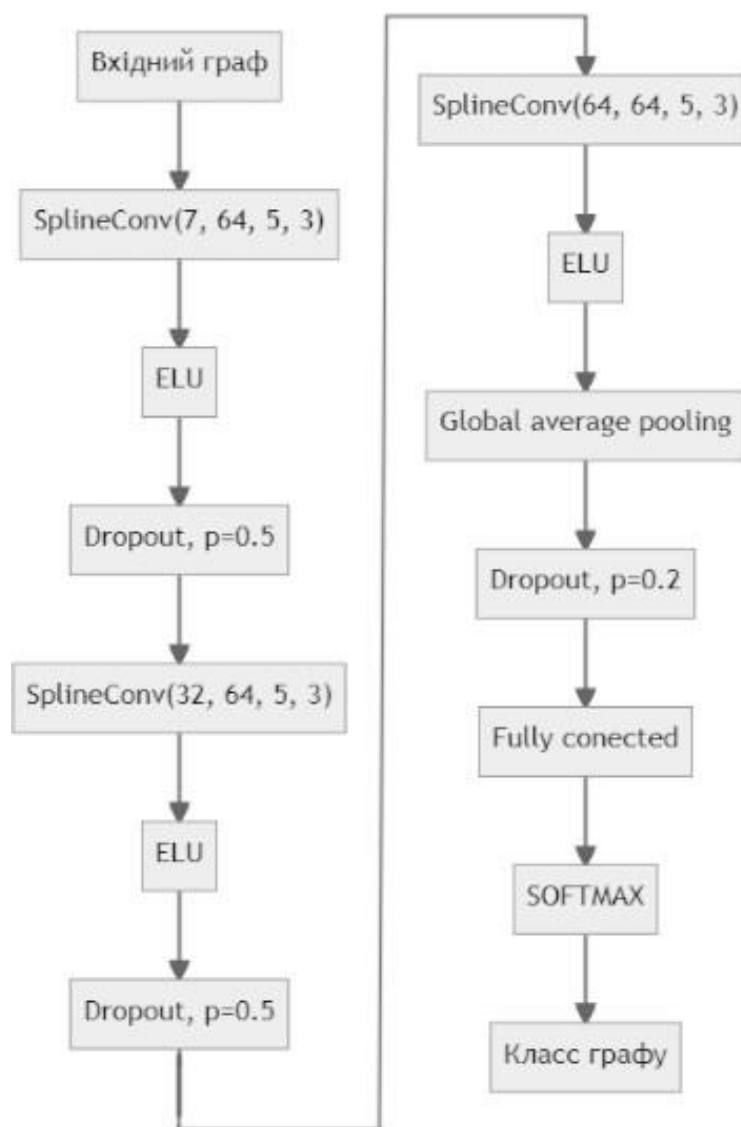 Вхідний граф
SplineConv(7, 64, 5, 3)
ELU
Dropout, p=0.5
SplineConv(32, 64, 5, 3)
ELU
Dropout, p=0.5
SplineConv(64, 64, 5, 3)
ELU
Global average pooling
Dropout, p=0.2
Fully conected
SOFTMAX
Класс графу